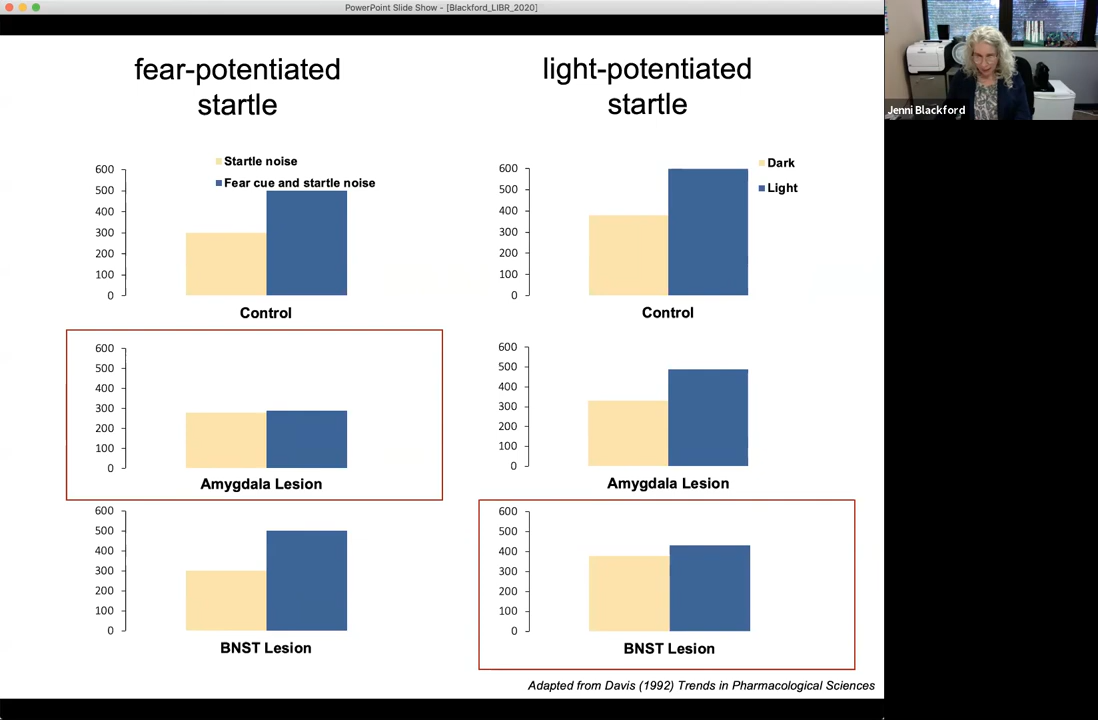 PowerPoint Slide Show - [Blackford_LIBR_2020]
fear-potentiated
startle
Startle noise
Fear cue and startle noise
600
500
400
300
200
100
0
Control
600
500
400
300
200
100
0
Amygdala Lesion
600
500
400
300
200
100
0
BNST Lesion
light-potentiated
startle
Dark
Light
600
500
400
300
200
100
0
Control
600
500
400
300
200
100
0
Amygdala Lesion
600
500
400
300
200
100
0
BNST Lesion
Adapted from Davis (1992) Trends in Pharmacological Sciences
Jenni Blackford